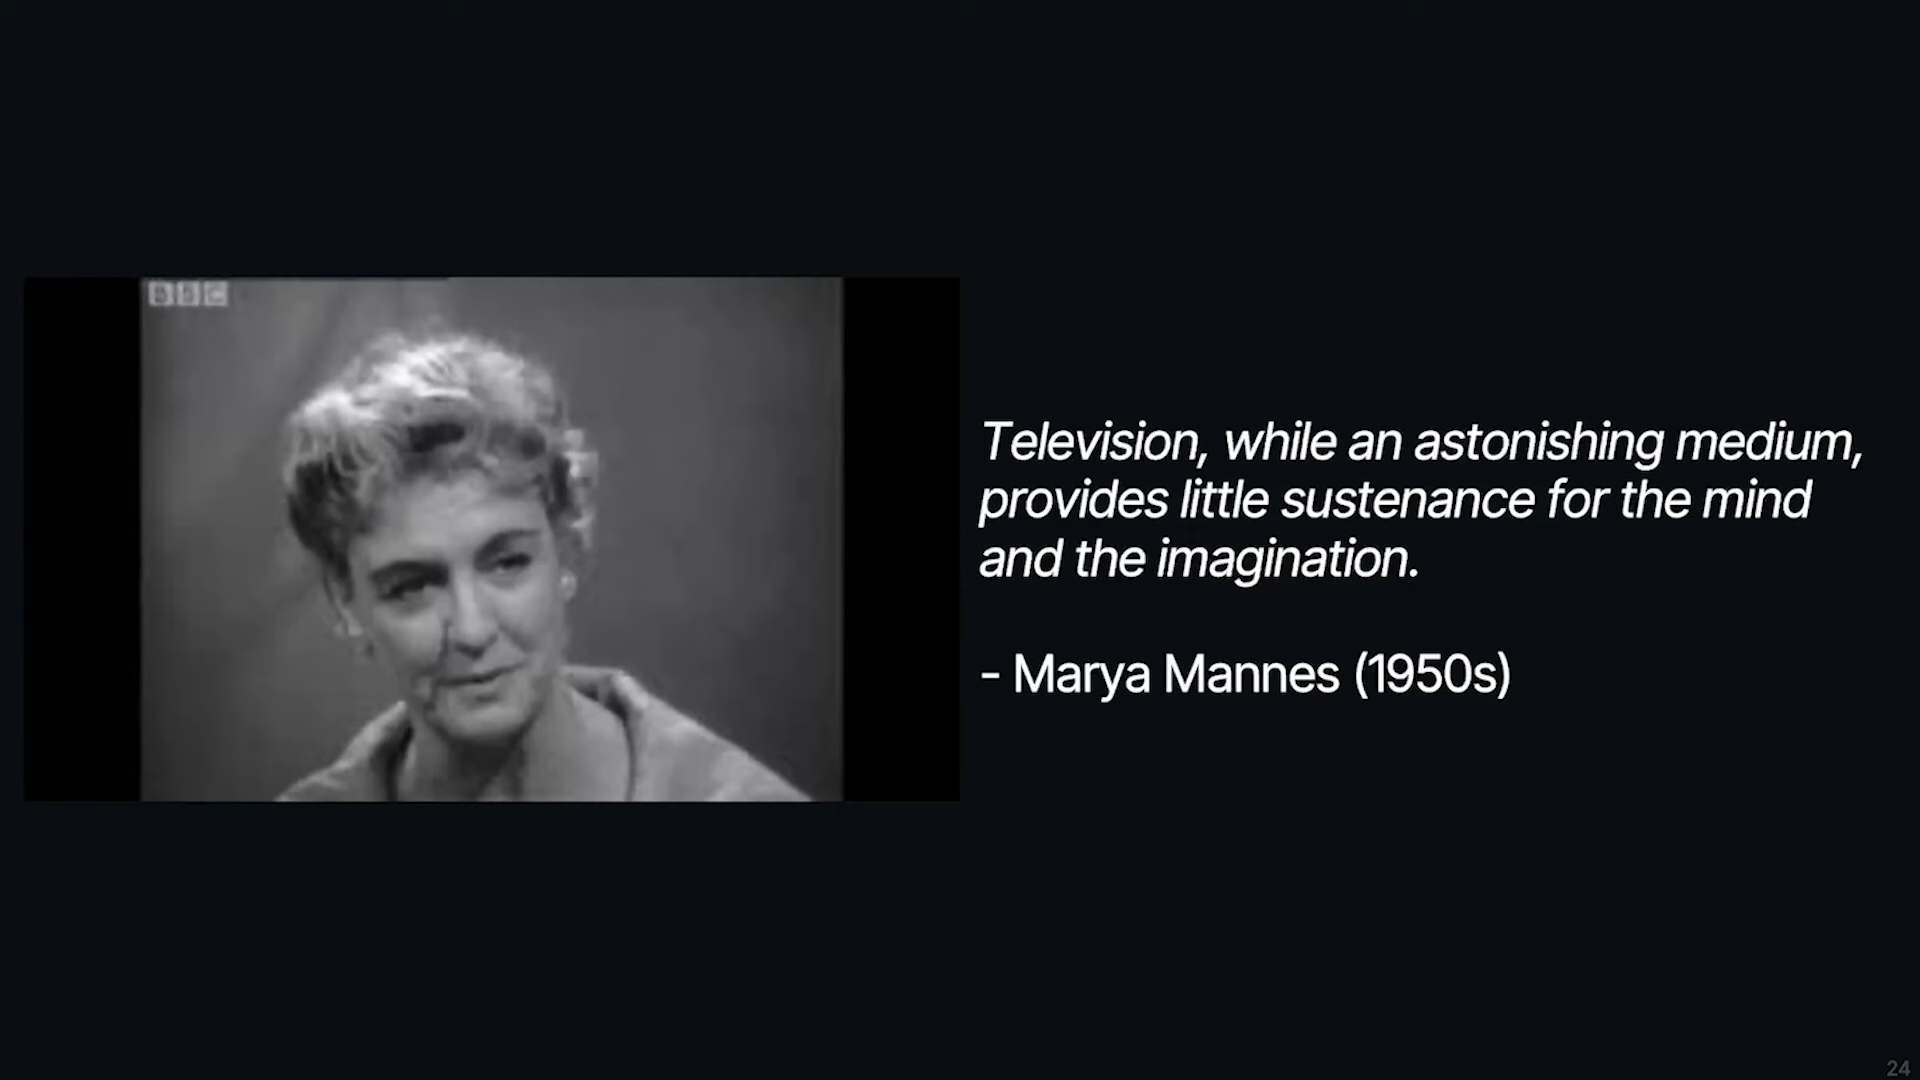 BBC
Television, while an astonishing medium,
provides little sustenance for the mind
and the imagination.
- Marya Mannes (1950s)
24